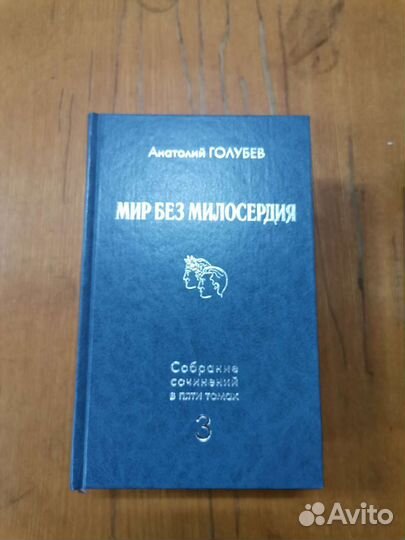 Анатолий ГОЛУБЕВ
МИР БЕЗ МИЛОСЕРДИЯ
Собрание
сочинений
в пяти томах
3
Avito